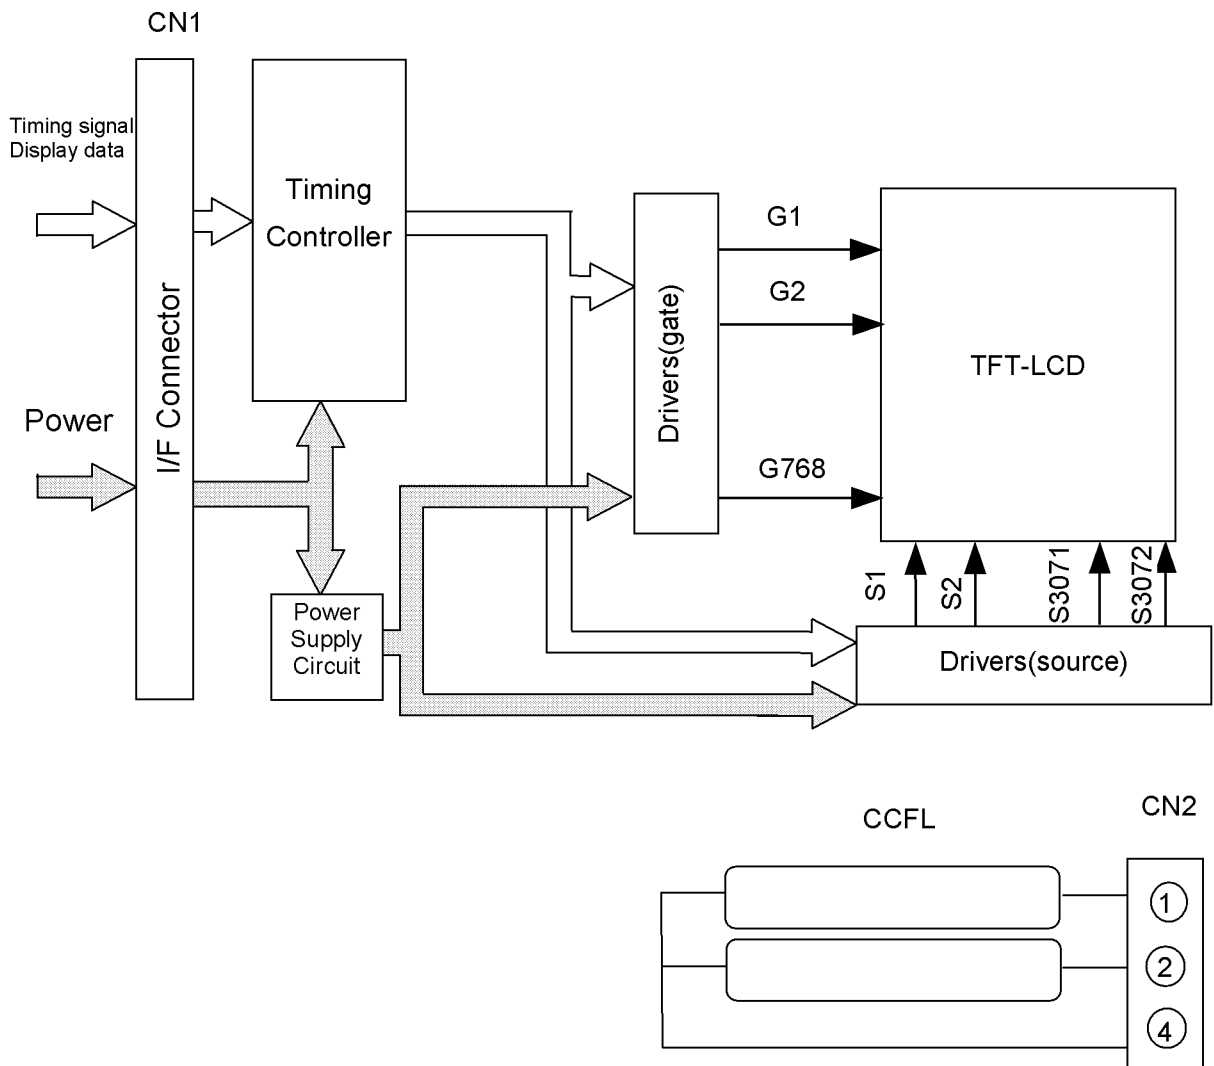 CN1
Timing signal
Display data
Power
I/F Connector
Timing
Controller
Power
Supply
Circuit
Drivers(gate)
G1
G2
G768
TFT-LCD
S1
S2
S3071
S3072
Drivers(source)
CCFL
CN2
1
2
4